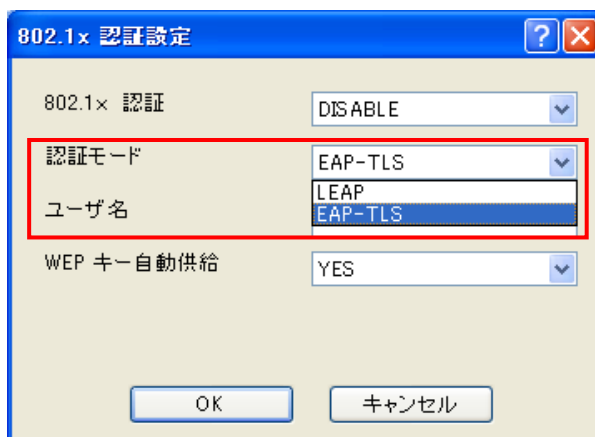 802.1x 認証設定
802.1x 認証 DISABLE
認証モード EAP-TLS
LEAP
ユーザ名 EAP-TLS
WEP キー自動供給 YES
OK キャンセル